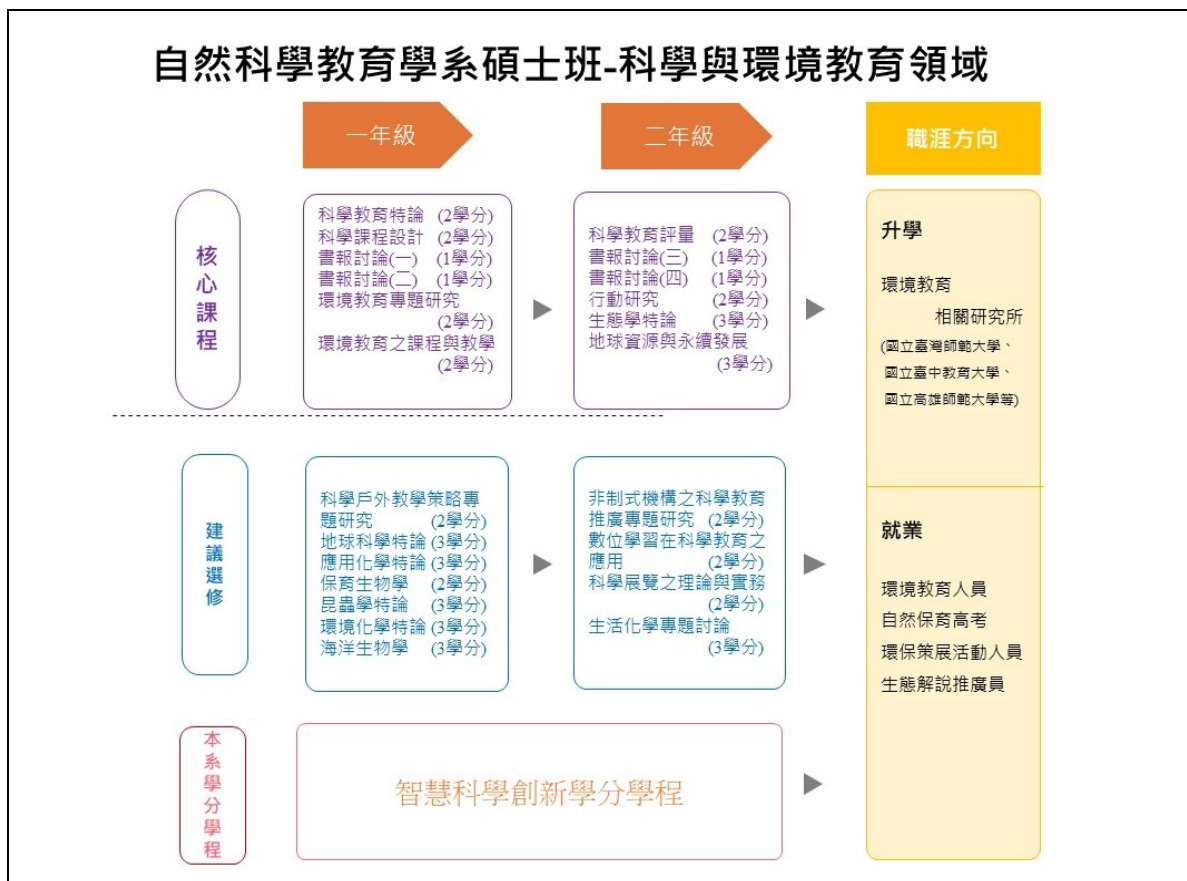 自然科學教育學系碩士班-科學與環境教育領域
一年級
二年級
職涯方向
核心課程
科學教育特論 (2學分)
科學課程設計 (2學分)
書報討論(一) (1學分)
書報討論(二) (1學分)
環境教育專題研究
(2學分)
環境教育之課程與教學
(2學分)
科學教育評量 (2學分)
書報討論(三) (1學分)
書報討論(四) (1學分)
行動研究 (2學分)
生態學特論 (3學分)
地球資源與永續發展
(3學分)
升學
環境教育
相關研究所
(國立臺灣師範大學、
國立臺中教育大學、
國立高雄師範大學等)
建議選修
科學戶外教學策略專
題研究 (2學分)
地球科學特論 (3學分)
應用化學特論 (3學分)
保育生物學 (2學分)
昆蟲學特論 (3學分)
環境化學特論 (3學分)
海洋生物學 (3學分)
非制式機構之科學教育
推廣專題研究 (2學分)
數位學習在科學教育之
應用 (2學分)
科學展覽之理論與實務
(2學分)
生活化學專題討論
(3學分)
就業
環境教育人員
自然保育高考
環保策展活動人員
生態解說推廣員
本系學分學程
智慧科學創新學分學程